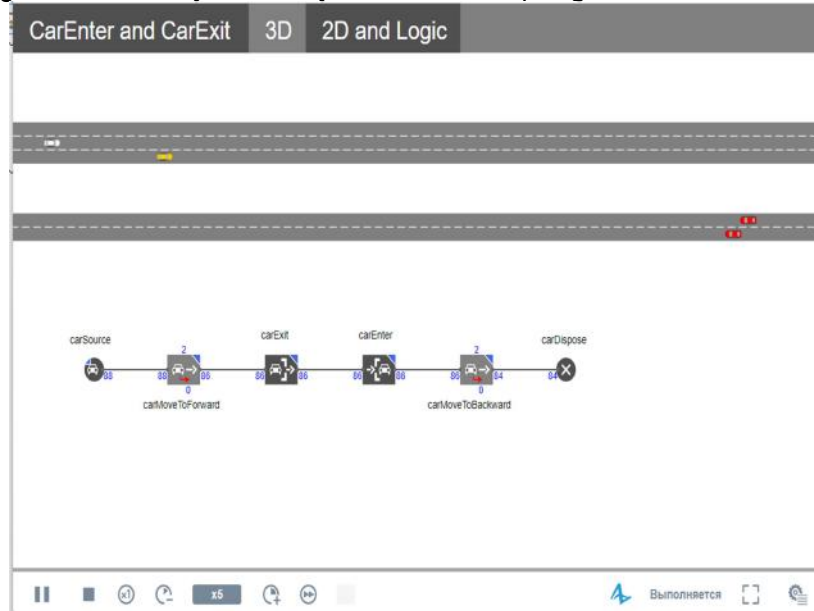 CarEnter and CarExit 3D 2D and Logic
carSource
carExit
carEnter
carDispose
2
2
88
88
86
86
86
86
86
86
84
84
0
0
carMoveToForward
carMoveToBackward
x1
x5
Выполняется